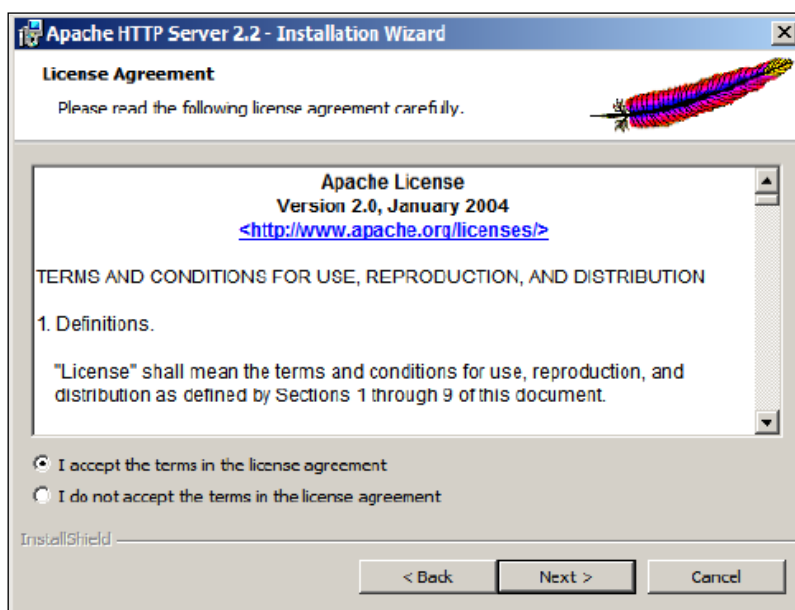 Apache HTTP Server 2.2 - Installation Wizard
License Agreement
Please read the following license agreement carefully.
Apache License
Version 2.0, January 2004
<http://www.apache.org/licenses/>
TERMS AND CONDITIONS FOR USE, REPRODUCTION, AND DISTRIBUTION
1. Definitions.
"License" shall mean the terms and conditions for use, reproduction, and
distribution as defined by Sections 1 through 9 of this document.
I accept the terms in the license agreement
I do not accept the terms in the license agreement
InstallShield
< Back Next > Cancel